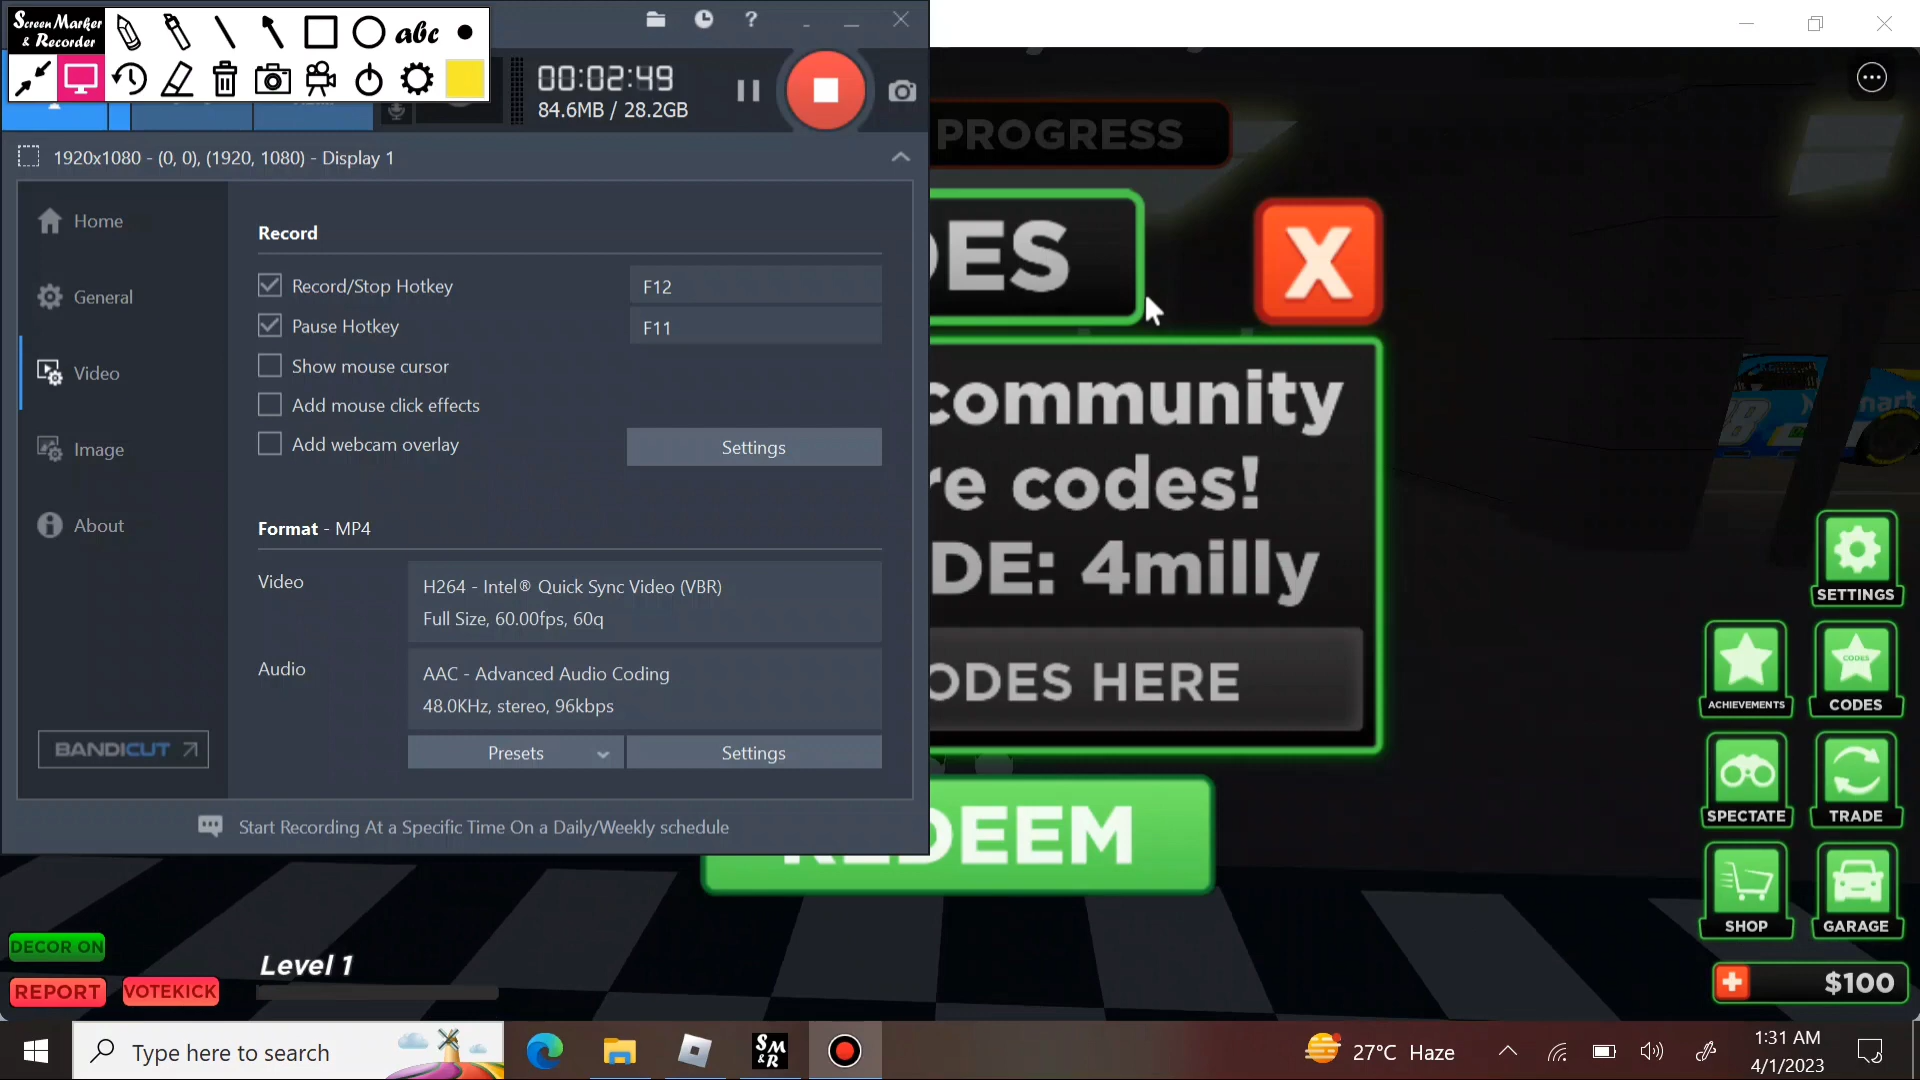 Screen Marker
& Recorder
abc
?
00:02:49
84.6MB / 28.2GB
1920x1080 - (0, 0), (1920, 1080) - Display 1
Home
General
Video
Image
About
BANDICUT
Record
Record/Stop Hotkey
F12
Pause Hotkey
F11
Show mouse cursor
Add mouse click effects
Add webcam overlay
Settings
Format - MP4
Video
H264 - Intel® Quick Sync Video (VBR)
Full Size, 60.00fps, 60q
Audio
AAC - Advanced Audio Coding
48.0KHz, stereo, 96kbps
Presets
Settings
Start Recording At a Specific Time On a Daily/Weekly schedule
PROGRESS
DES
X
community
re codes!
DE: 4milly
ODES HERE
REDEEM
SETTINGS
ACHIEVEMENTS
CODES
CODES
SPECTATE
TRADE
SHOP
GARAGE
$100
DECOR ON
REPORT
VOTEKICK
Level 1
Type here to search
SM
&R
27°C Haze
1:31 AM
4/1/2023